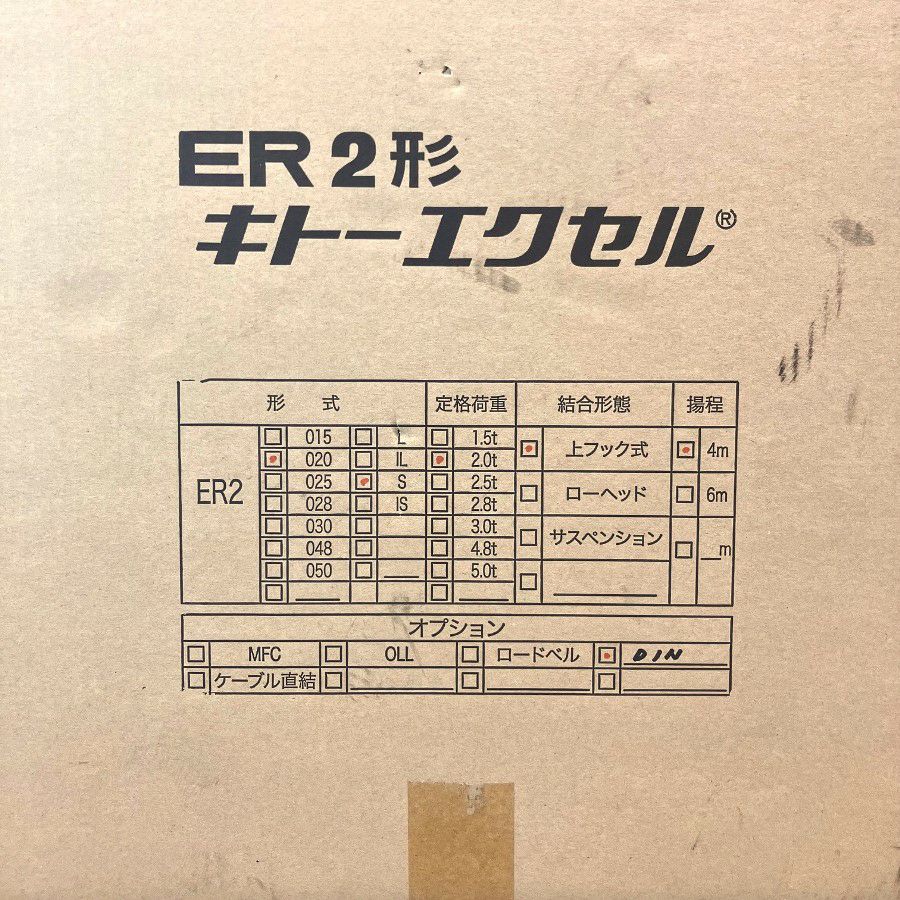 ER2形
キトーエクセル®
形 式 定格荷重 結合形態 揚程
ER2
015 L 1.5t
020 IL 2.0t 上フック式 4m
025 S 2.5t
028 IS 2.8t ローヘッド 6m
030 3.0t サスペンション
048 4.8t m
050 5.0t
オプション
MFC OLL ロードベル DIN
ケーブル直結